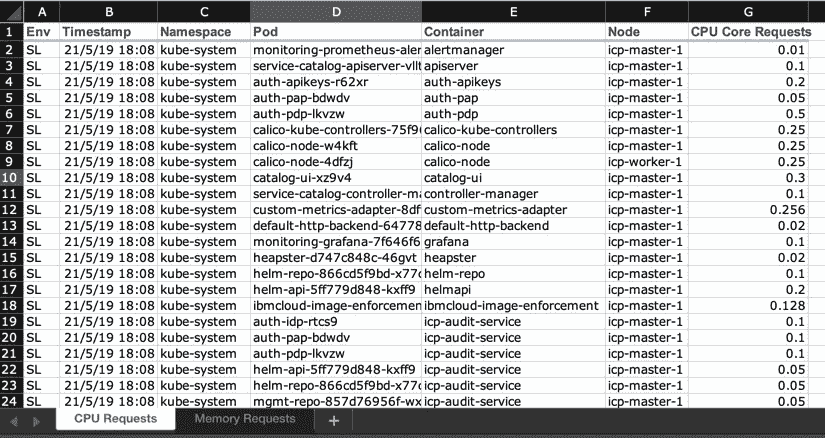 A B C D E F G
1 Env Timestamp Namespace Pod Container Node CPU Core Requests
2 SL 21/5/19 18:08 kube-system monitoring-prometheus-aler alertmanager icp-master-1 0.01
3 SL 21/5/19 18:08 kube-system service-catalog-apiserver-vllt apiserver icp-master-1 0.1
4 SL 21/5/19 18:08 kube-system auth-apikeys-r62xr auth-apikeys icp-master-1 0.2
5 SL 21/5/19 18:08 kube-system auth-pap-bdwdv auth-pap icp-master-1 0.05
6 SL 21/5/19 18:08 kube-system auth-pdp-lkvzw auth-pdp icp-master-1 0.5
7 SL 21/5/19 18:08 kube-system calico-kube-controllers-75f9 calico-kube-controllers icp-master-1 0.25
8 SL 21/5/19 18:08 kube-system calico-node-w4kft calico-node icp-master-1 0.25
9 SL 21/5/19 18:08 kube-system calico-node-4dfzj calico-node icp-worker-1 0.25
10 SL 21/5/19 18:08 kube-system catalog-ui-xz9v4 catalog-ui icp-master-1 0.3
11 SL 21/5/19 18:08 kube-system service-catalog-controller-ma controller-manager icp-master-1 0.1
12 SL 21/5/19 18:08 kube-system custom-metrics-adapter-8df custom-metrics-adapter icp-master-1 0.256
13 SL 21/5/19 18:08 kube-system default-http-backend-64778 default-http-backend icp-master-1 0.02
14 SL 21/5/19 18:08 kube-system monitoring-grafana-7f646f6 grafana icp-master-1 0.1
15 SL 21/5/19 18:08 kube-system heapster-d747c848c-46gvt heapster icp-master-1 0.02
16 SL 21/5/19 18:08 kube-system helm-repo-866cd5f9bd-x77c helm-repo icp-master-1 0.1
17 SL 21/5/19 18:08 kube-system helm-api-5ff779d848-kxff9 helmapi icp-master-1 0.2
18 SL 21/5/19 18:08 kube-system ibmcloud-image-enforcemen ibmcloud-image-enforcement icp-master-1 0.128
19 SL 21/5/19 18:08 kube-system auth-idp-rtcs9 icp-audit-service icp-master-1 0.1
20 SL 21/5/19 18:08 kube-system auth-pap-bdwdv icp-audit-service icp-master-1 0.1
21 SL 21/5/19 18:08 kube-system auth-pdp-lkvzw icp-audit-service icp-master-1 0.1
22 SL 21/5/19 18:08 kube-system helm-api-5ff779d848-kxff9 icp-audit-service icp-master-1 0.05
23 SL 21/5/19 18:08 kube-system helm-repo-866cd5f9bd-x77c icp-audit-service icp-master-1 0.05
24 SL 21/5/19 18:08 kube-system mgmt-repo-857d76956f-wx icp-audit-service icp-master-1 0.05
CPU Requests Memory Requests +